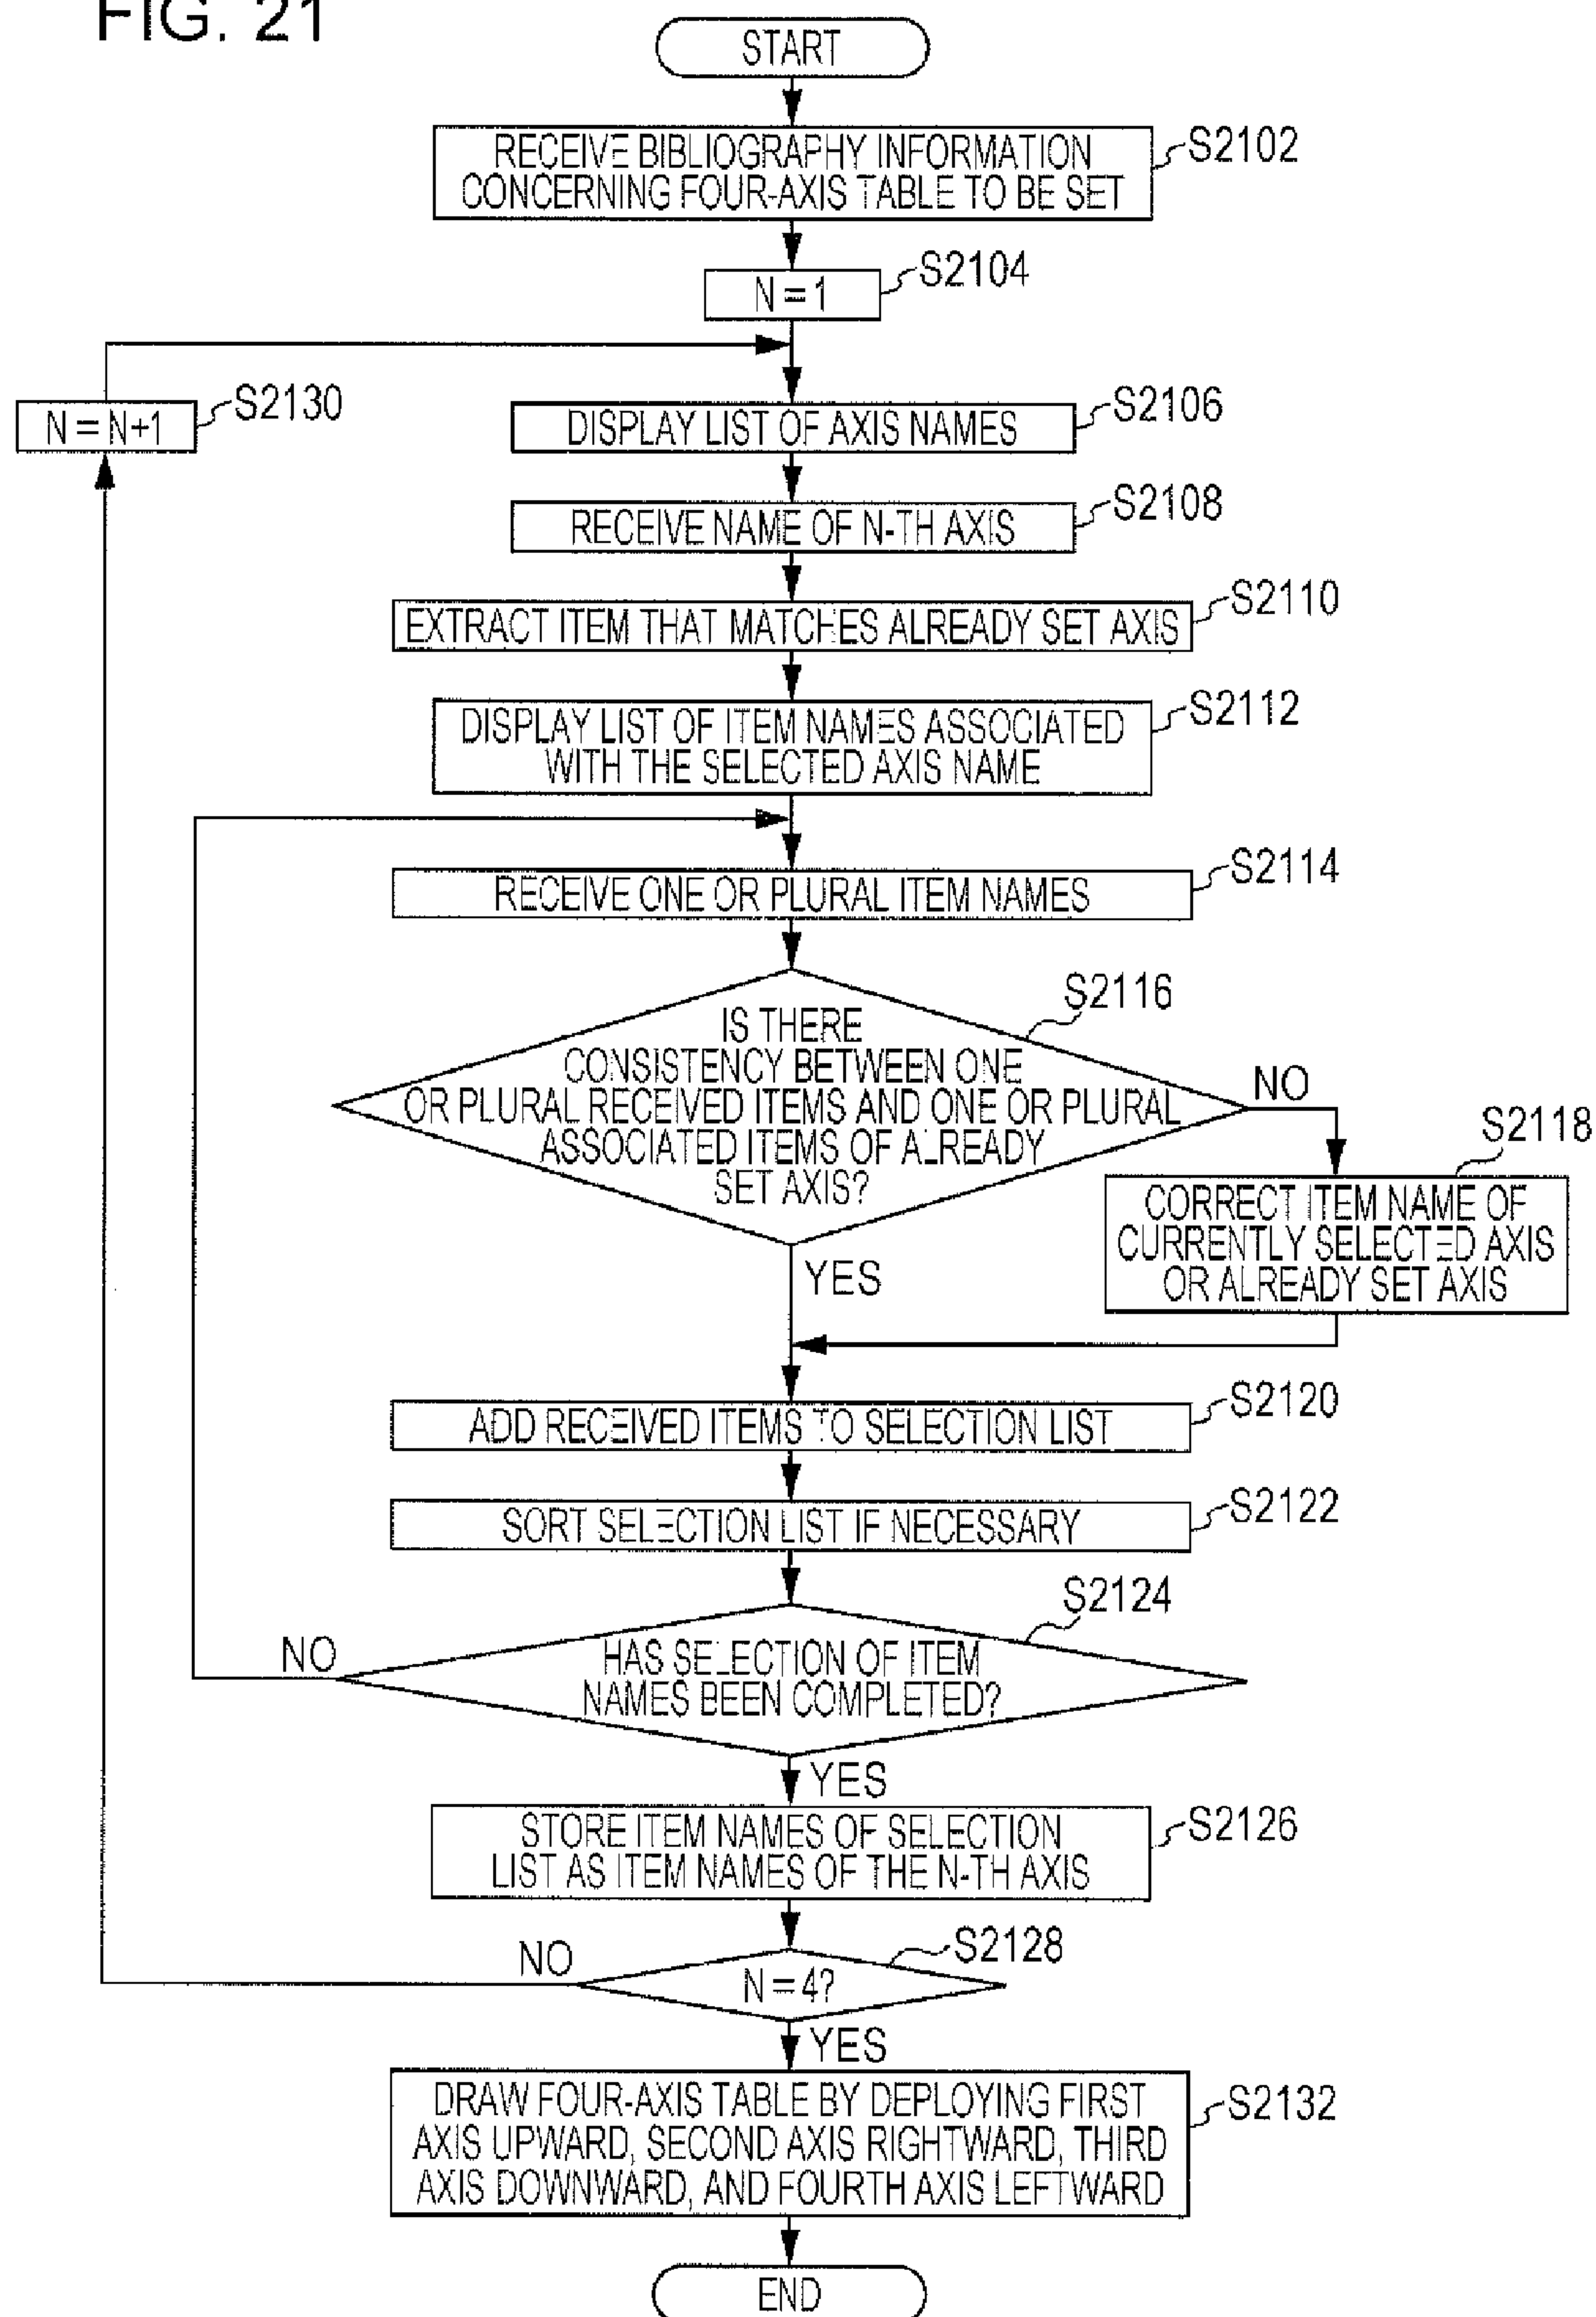 FIG. 21
START
RECEIVE BIBLIOGRAPHY INFORMATION
CONCERNING FOUR-AXIS TABLE TO BE SET
S2102
N = 1
S2104
N = N+1
S2130
DISPLAY LIST OF AXIS NAMES
S2106
RECEIVE NAME OF N-TH AXIS
S2108
EXTRACT ITEM THAT MATCHES ALREADY SET AXIS
S2110
DISPLAY LIST OF ITEM NAMES ASSOCIATED
WITH THE SELECTED AXIS NAME
S2112
RECEIVE ONE OR PLURAL ITEM NAMES
S2114
IS THERE
CONSISTENCY BETWEEN ONE
OR PLURAL RECEIVED ITEMS AND ONE OR PLURAL
ASSOCIATED ITEMS OF ALREADY
SET AXIS?
S2116
NO
YES
CORRECT ITEM NAME OF
CURRENTLY SELECTED AXIS
OR ALREADY SET AXIS
S2118
ADD RECEIVED ITEMS TO SELECTION LIST
S2120
SORT SELECTION LIST IF NECESSARY
S2122
HAS SELECTION OF ITEM
NAMES BEEN COMPLETED?
S2124
NO
YES
STORE ITEM NAMES OF SELECTION
LIST AS ITEM NAMES OF THE N-TH AXIS
S2126
N = 4?
S2128
NO
YES
DRAW FOUR-AXIS TABLE BY DEPLOYING FIRST
AXIS UPWARD, SECOND AXIS RIGHTWARD, THIRD
AXIS DOWNWARD, AND FOURTH AXIS LEFTWARD
S2132
END